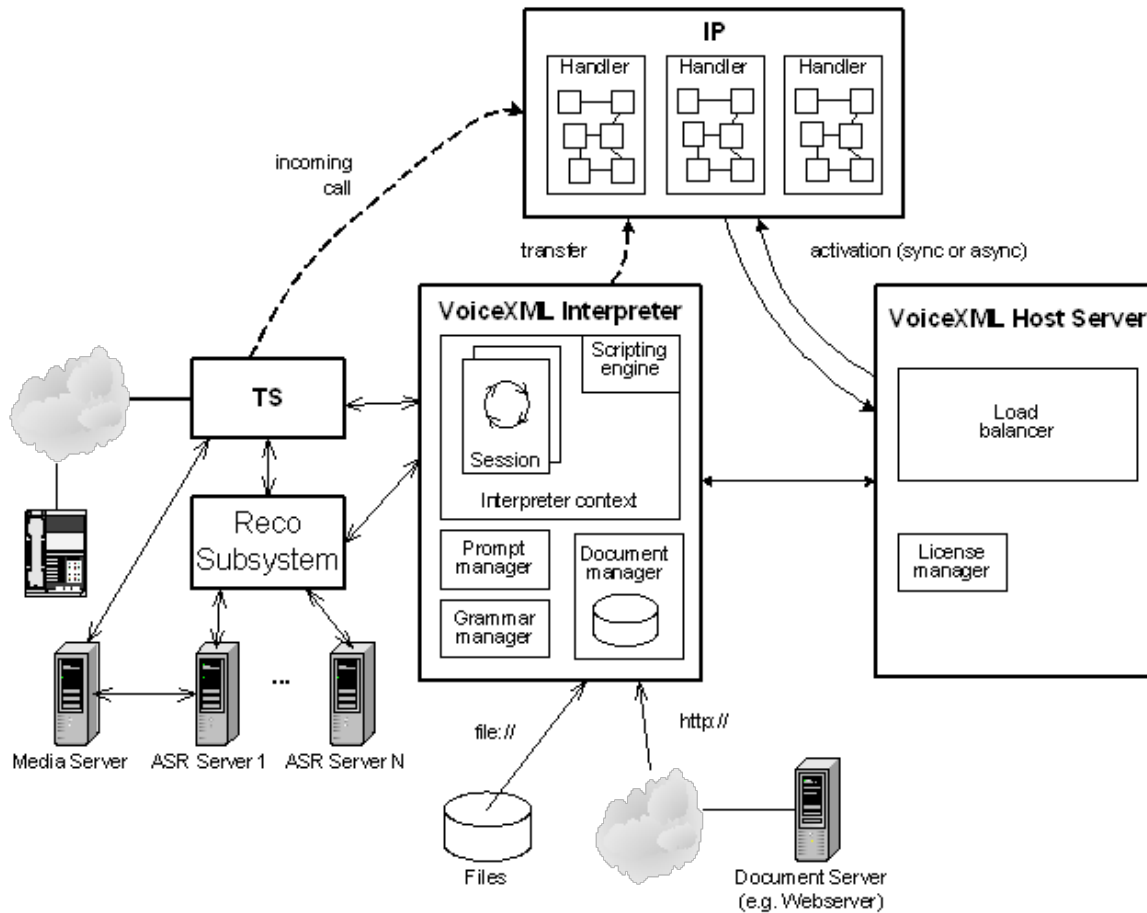 IP
Handler
Handler
Handler
incoming
call
transfer
activation (sync or async)
VoiceXML Interpreter
Scripting
engine
Session
Interpreter context
Prompt
manager
Document
manager
Grammar
manager
VoiceXML Host Server
Load
balancer
License
manager
TS
Reco
Subsystem
...
Media Server
ASR Server 1
ASR Server N
file://
http://
Files
Document Server
(e.g. Webserver)